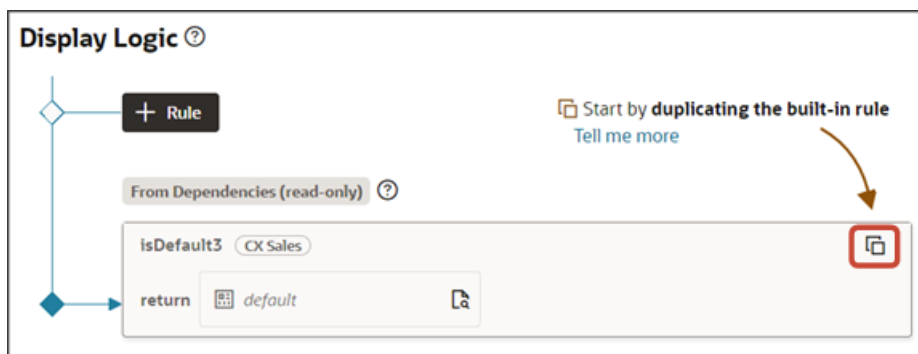 Display Logic ?
+ Rule
Start by duplicating the built-in rule
Tell me more
From Dependencies (read-only) ?
isDefault3 CX Sales
return default